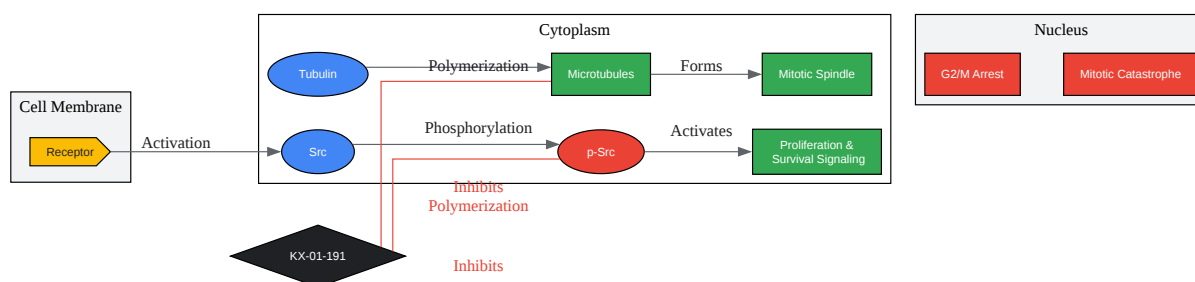 Cytoplasm
Nucleus
Tubulin
Polymerization
Microtubules
Forms
Mitotic Spindle
G2/M Arrest
Mitotic Catastrophe
Cell Membrane
Receptor
Activation
Src
Phosphorylation
p-Src
Activates
Proliferation &
Survival Signaling
Inhibits
Polymerization
KX-01-191
Inhibits